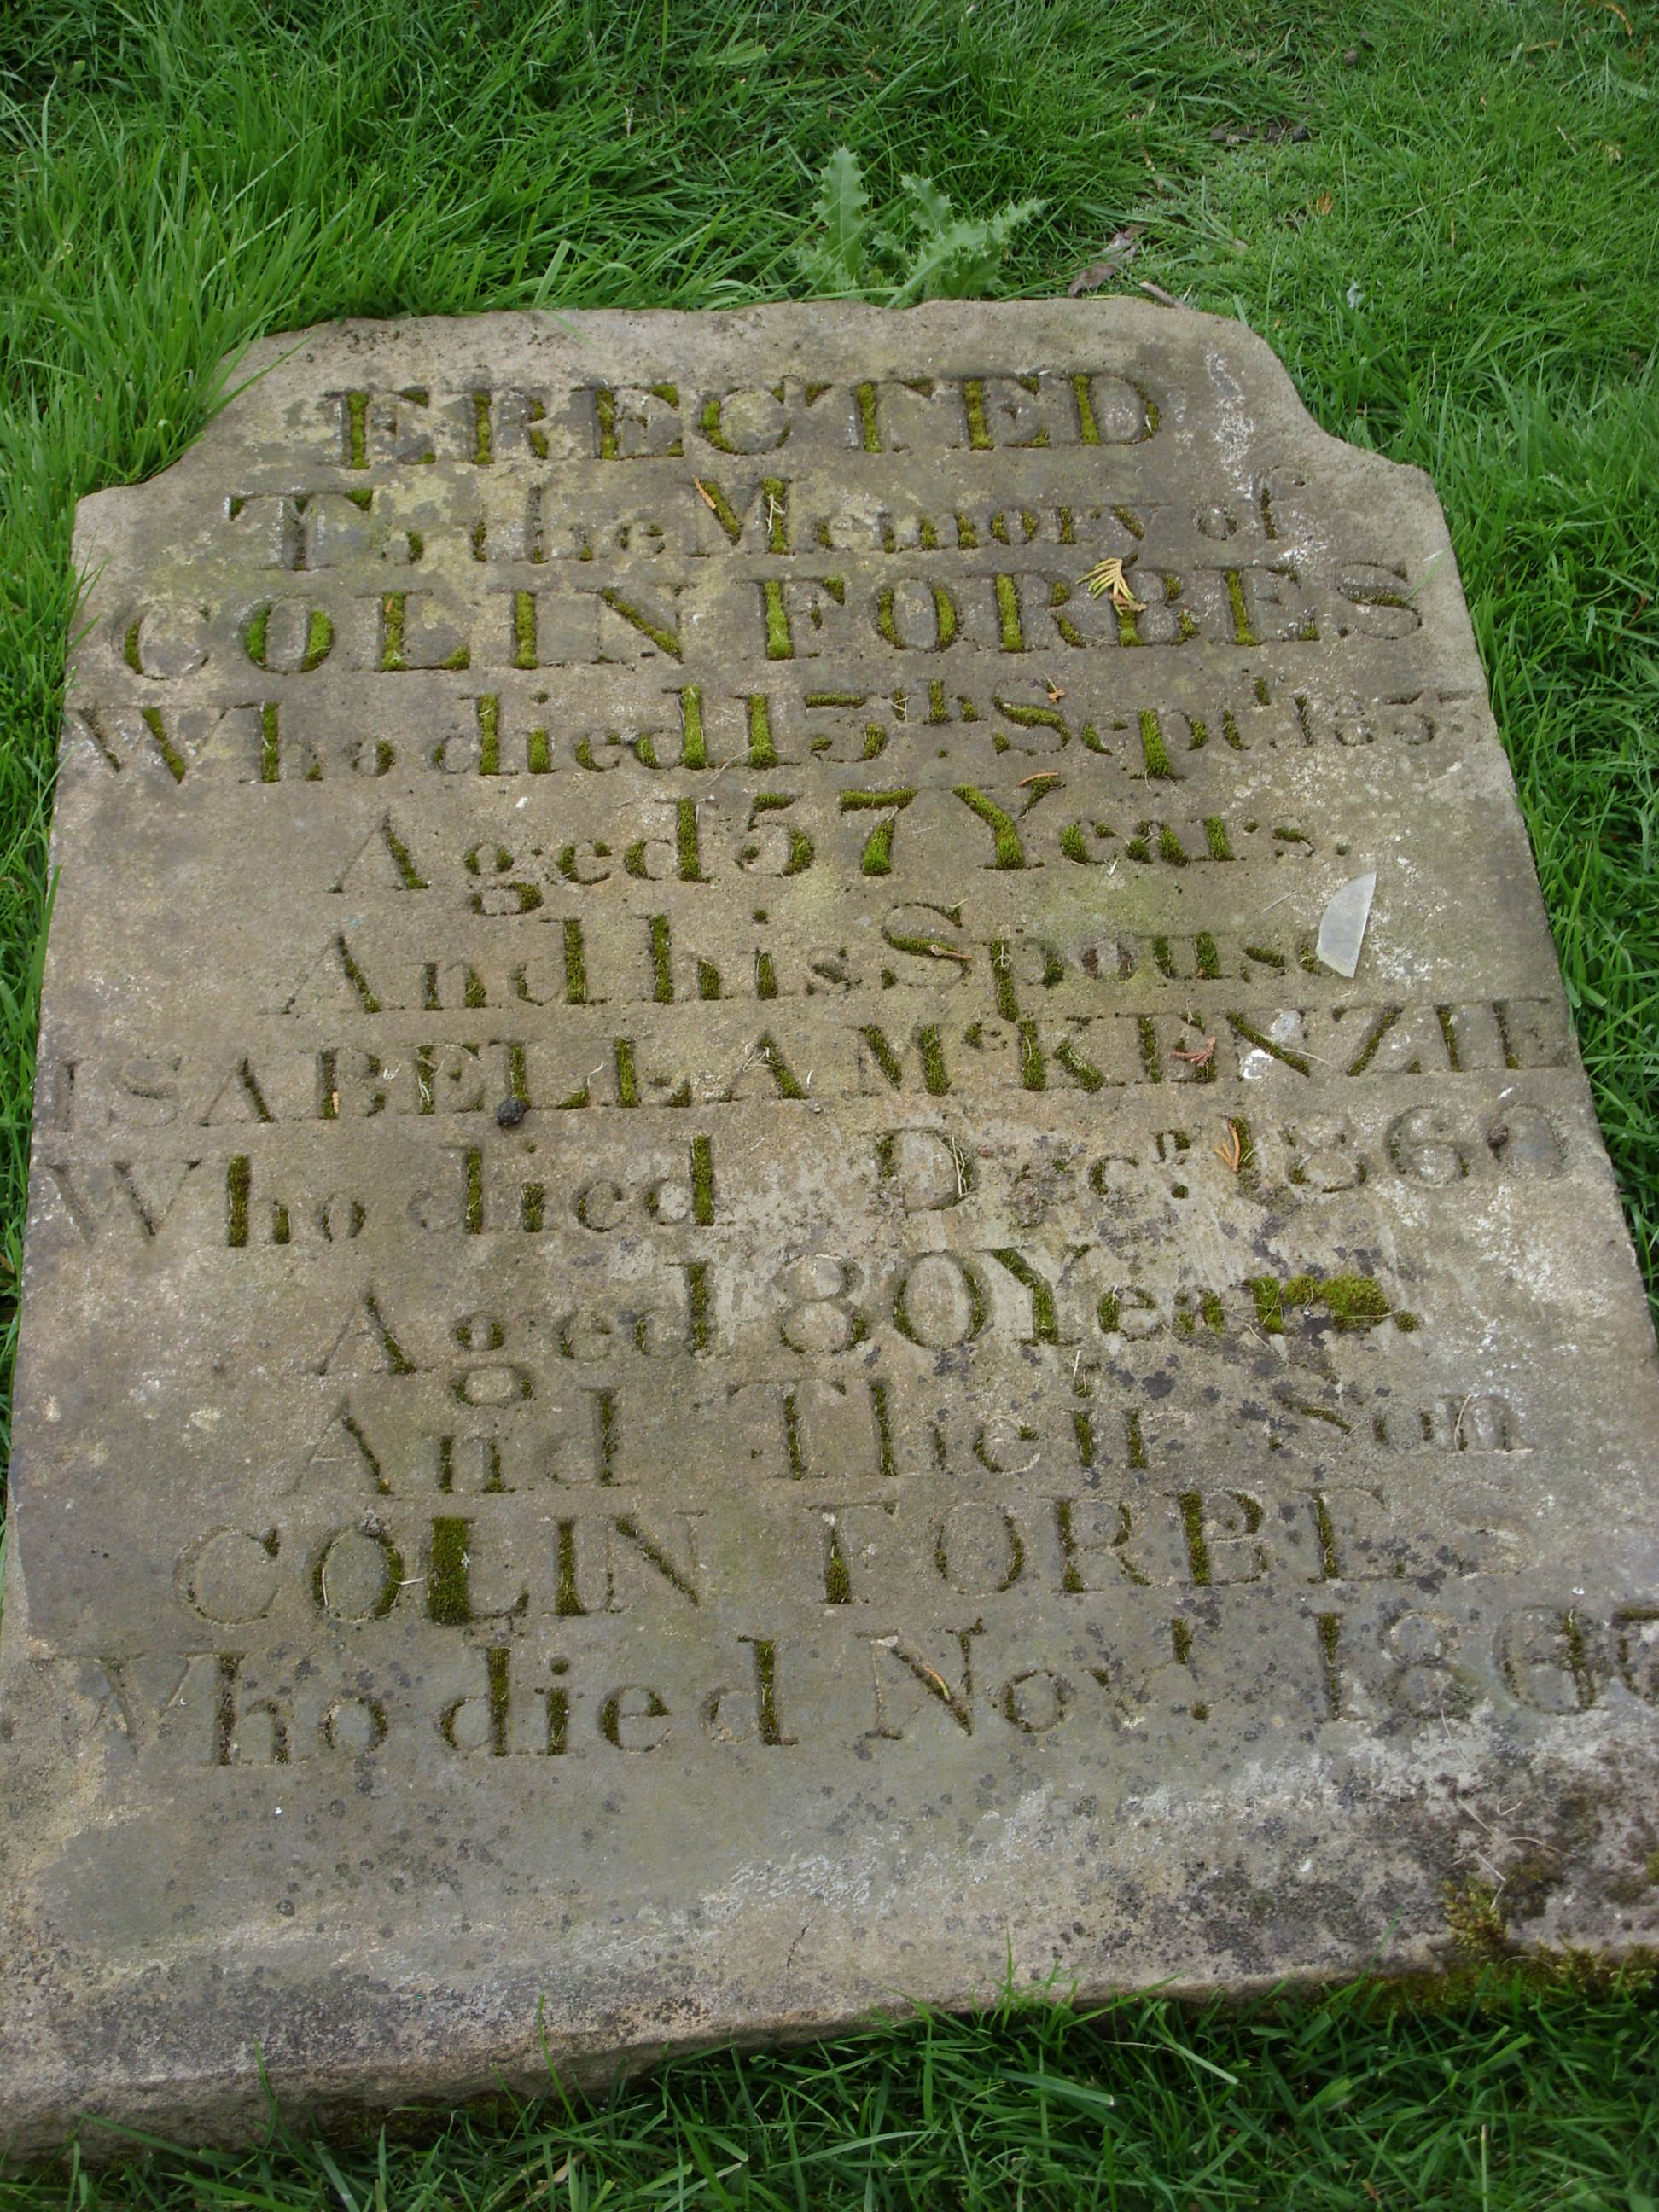 ERECTED
To the Memory of
COLIN FORBES
Who died 15th Sept. 1835
Aged 57 Years.
And his Spouse
ISABELLA McKENZIE
Who died Decr. 1860
Aged 80 Years.
And Their Son
COLIN FORBES
Who died Novr.